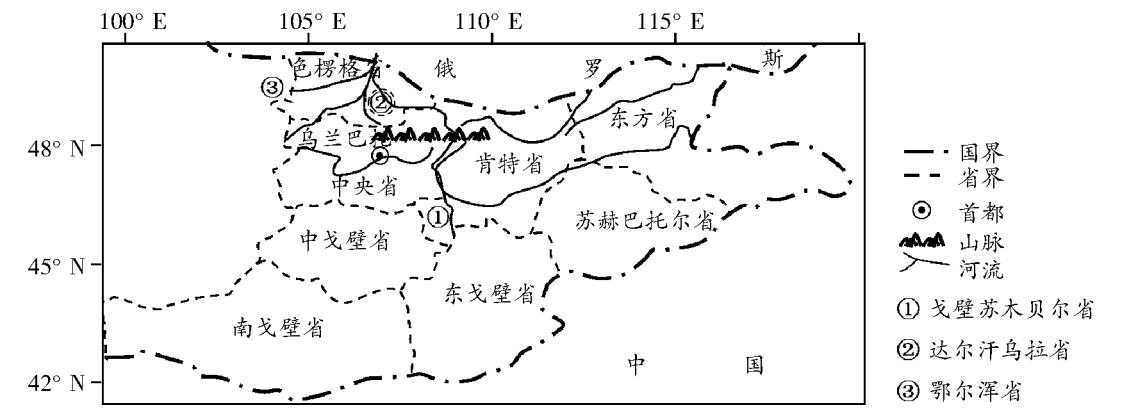 100° E 105° E 110° E 115° E
色楞格省 俄 罗 斯
③ ②
乌兰巴托 东方省
48° N 肯特省
中央省
① 苏赫巴托尔省
中戈壁省
45° N
东戈壁省
南戈壁省
中 国
42° N
国界
省界
首都
山脉
河流
① 戈壁苏木贝尔省
② 达尔汗乌拉省
③ 鄂尔浑省